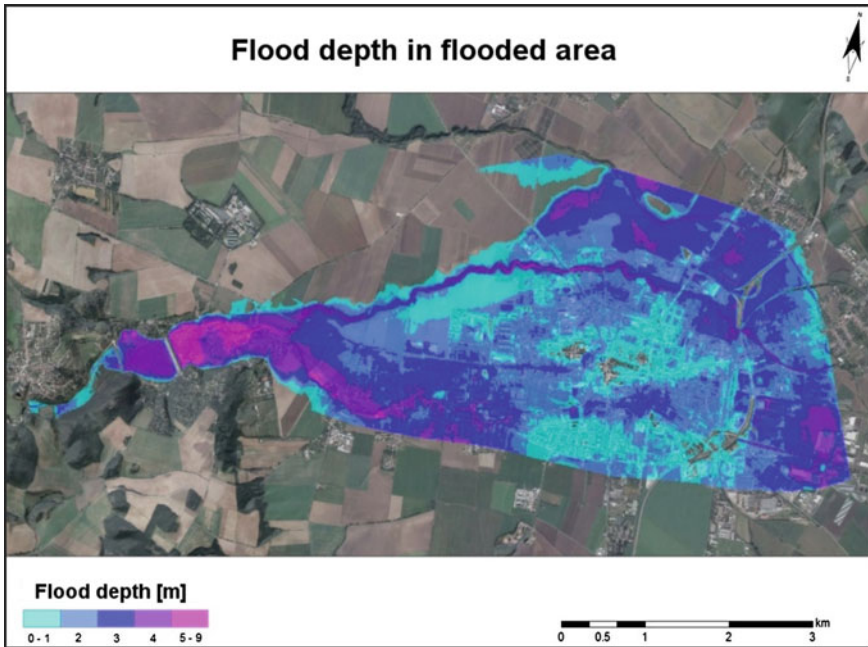 Flood depth in flooded area
N
S
Flood depth [m]
0 - 1 2 3 4 5 - 9
km
0 0.5 1 2 3